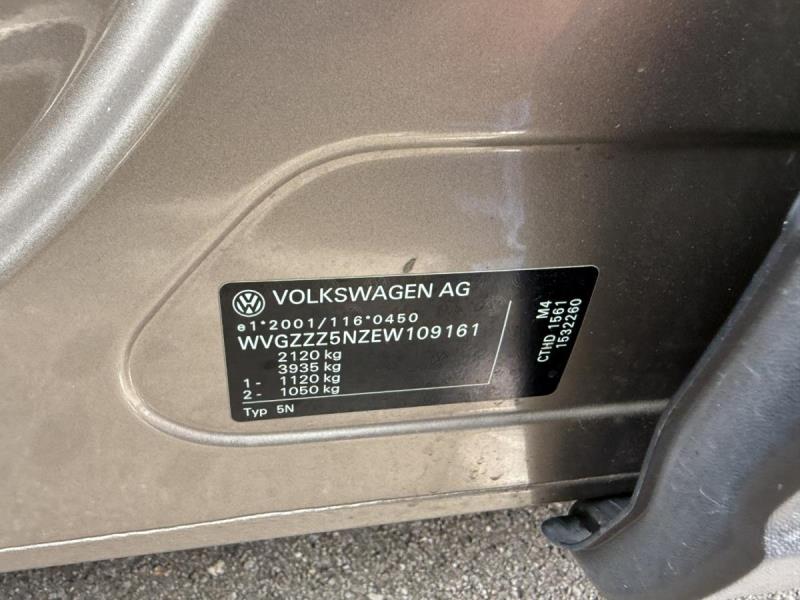 VOLKSWAGEN AG
e1*2001/116*0450
WVGZZZ5NZEW109161
2120 kg
3935 kg
1 - 1120 kg
2 - 1050 kg
Typ 5N
M4
CTHD 1561
1532260